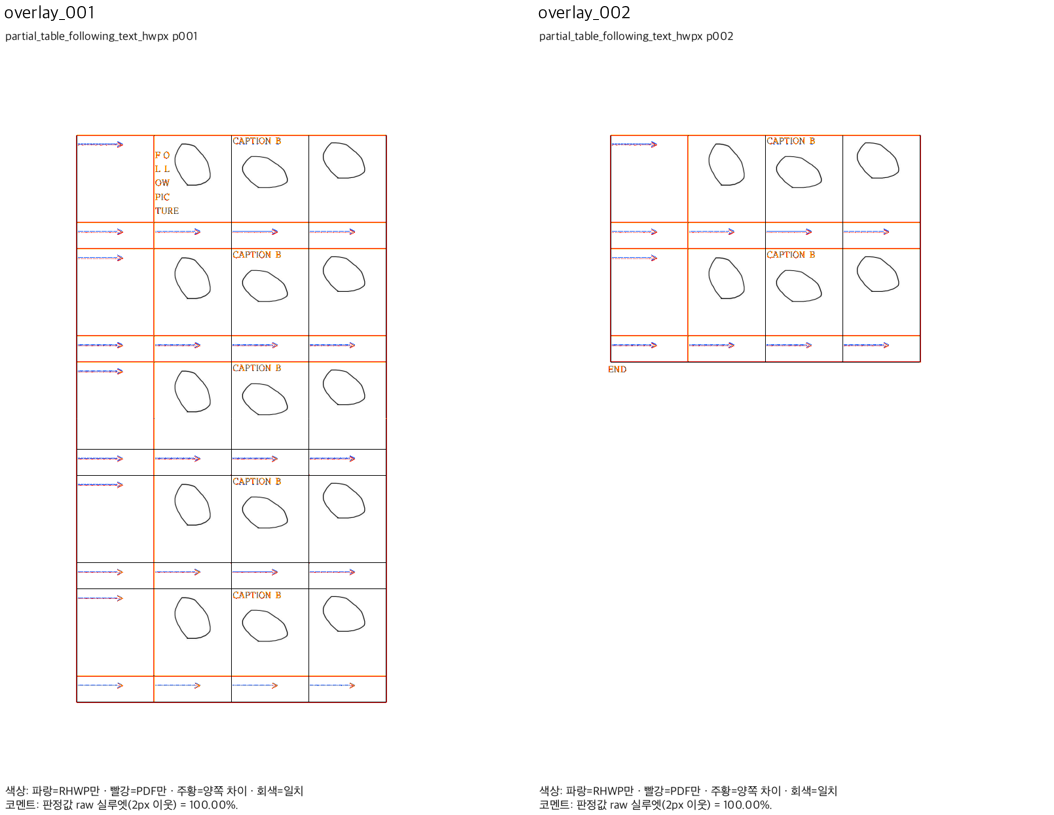 overlay_001
partial_table_following_text_hwpx p001
F O
L L
OW
PIC
TURE
CAPTION B
CAPTION B
CAPTION B
CAPTION B
CAPTION B
색상: 파랑=RHWP만 · 빨강=PDF만 · 주황=양쪽 차이 · 회색=일치
코멘트: 판정값 raw 실루엣(2px 이웃) = 100.00%.
overlay_002
partial_table_following_text_hwpx p002
CAPTION B
CAPTION B
END
색상: 파랑=RHWP만 · 빨강=PDF만 · 주황=양쪽 차이 · 회색=일치
코멘트: 판정값 raw 실루엣(2px 이웃) = 100.00%.